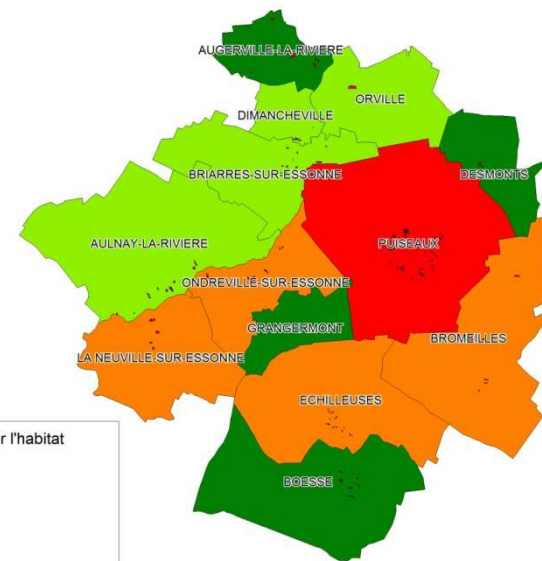 AUGERVILLE-LA-RIVIERE
ORVILLE
DIMANCHEVILLE
BRIARRES-SUR-ESSONNE
DESMONTS
AULNAY-LA-RIVIERE
PUISEAUX
ONDREVILLE-SUR-ESSONNE
GRANGERMONT
BROMEILLES
LA NEUVILLE-SUR-ESSONNE
ECHILLEUSES
r l'habitat
BOESSE